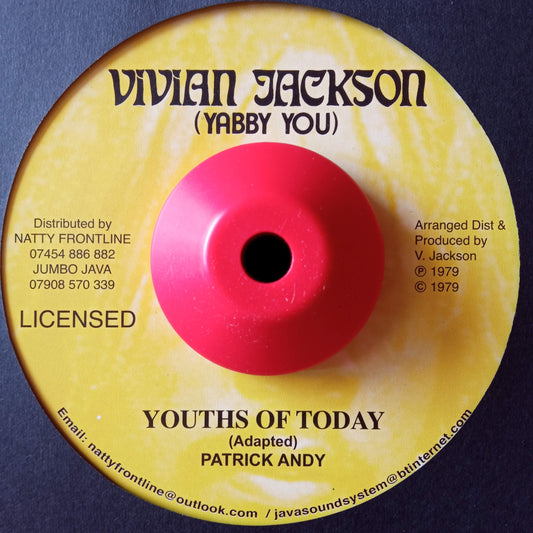 ViViAN JACKSON
(YABBY YOU)
Distributed by
NATTY FRONTLINE
07454 886 882
JUMBO JAVA
07908 570 339
LICENSED
Arranged Dist &
Produced by
V. Jackson
℗ 1979
© 1979
YOUTHS OF TODAY
(Adapted)
PATRICK ANDY
Email: nattyfrontline@outlook.com / javasoundsystem@btinternet.com